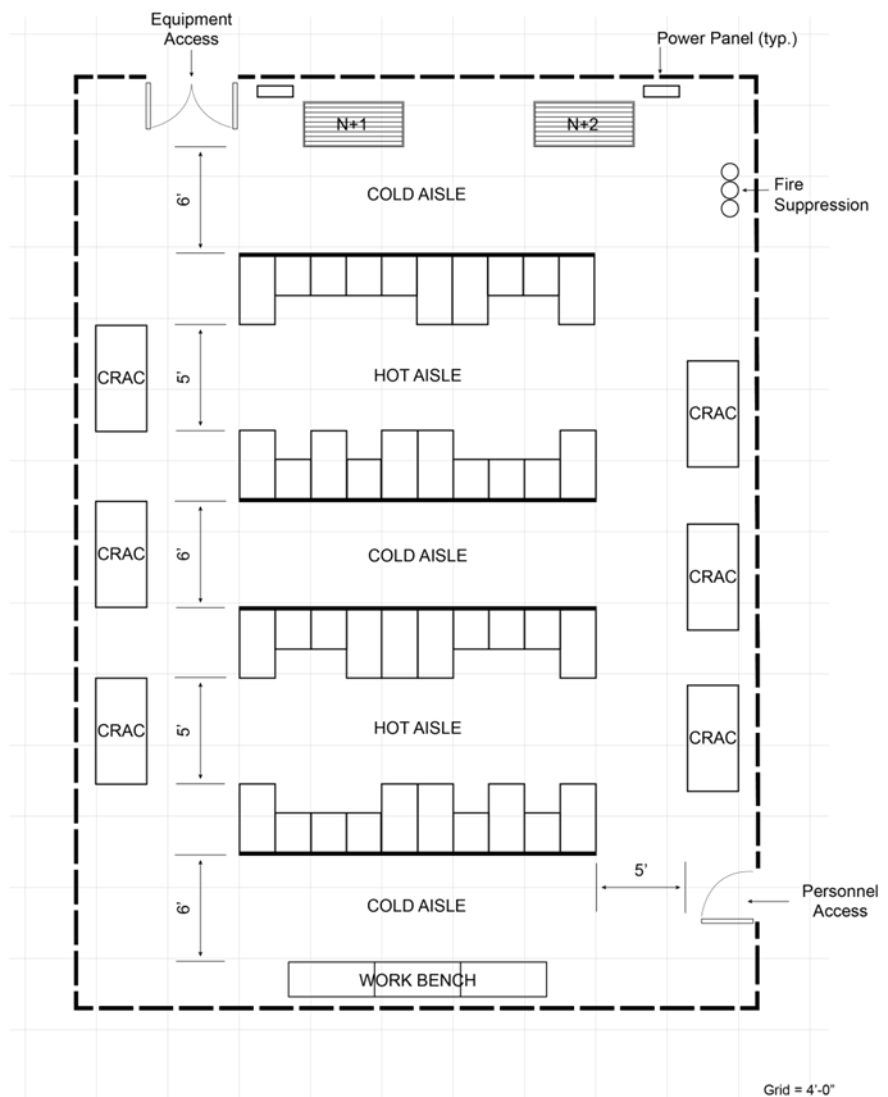 Equipment
Access
Power Panel (typ.)
N+1
N+2
6'
COLD AISLE
Fire
Suppression
CRAC
5'
HOT AISLE
CRAC
CRAC
6'
COLD AISLE
CRAC
CRAC
5'
HOT AISLE
CRAC
5'
6'
COLD AISLE
Personnel
Access
WORK BENCH
Grid = 4'-0"